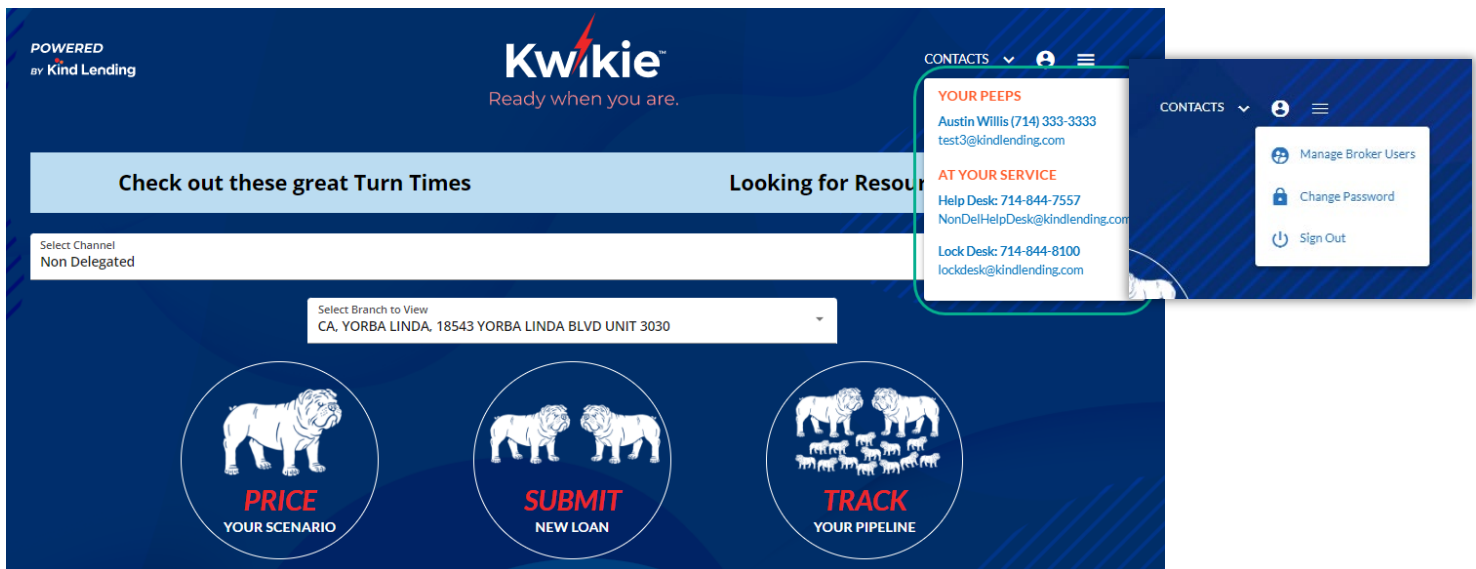 POWERED
BY Kind Lending
Kwikie™
Ready when you are.
CONTACTS
YOUR PEEPS
Austin Willis (714) 333-3333
test3@kindlending.com
AT YOUR SERVICE
Help Desk: 714-844-7557
NonDelHelpDesk@kindlending.com
Lock Desk: 714-844-8100
lockdesk@kindlending.com
CONTACTS
Manage Broker Users
Change Password
Sign Out
Check out these great Turn Times
Looking for Resour
Select Channel
Non Delegated
Select Branch to View
CA, YORBA LINDA, 18543 YORBA LINDA BLVD UNIT 3030
PRICE
YOUR SCENARIO
SUBMIT
NEW LOAN
TRACK
YOUR PIPELINE